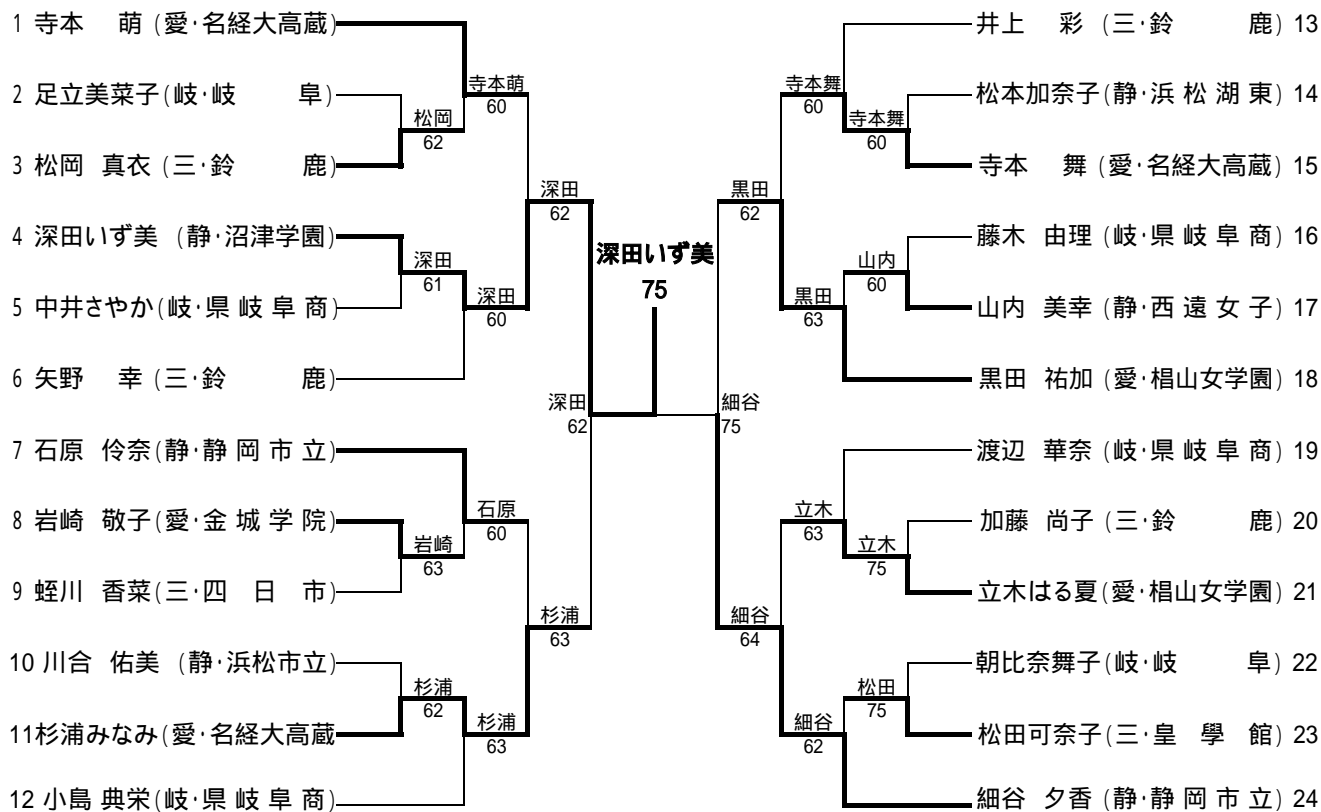 1 寺本 萌 (愛・名経大高蔵)
2 足立美菜子(岐・岐 阜)
3 松岡 真衣 (三・鈴 鹿)
4 深田いず美 (静・沼津学園)
5 中井さやか(岐・県岐阜商)
6 矢野 幸 (三・鈴 鹿)
7 石原 伶奈(静・静岡市立)
8 岩崎 敬子(愛・金城学院)
9 蛭川 香菜(三・四日市)
10 川合 佑美 (静・浜松市立)
11杉浦みなみ(愛・名経大高蔵
12 小島 典栄(岐・県岐阜商)
松岡
62
深田
61
岩崎
63
杉浦
62
寺本萌
60
深田
60
石原
60
杉浦
63
深田
62
杉浦
63
深田
62
深田いず美
75
細谷
75
黒田
62
細谷
64
寺本舞
60
黒田
63
立木
63
細谷
62
寺本舞
60
山内
60
立木
75
松田
75
井上 彩 (三・鈴 鹿) 13
松本加奈子(静・浜松湖東) 14
寺本 舞 (愛・名経大高蔵) 15
藤木 由理(岐・県岐阜商) 16
山内 美幸(静・西遠女子) 17
黒田 祐加 (愛・椙山女学園) 18
渡辺 華奈(岐・県岐阜商) 19
加藤 尚子(三・鈴 鹿) 20
立木はる夏(愛・椙山女学園) 21
朝比奈舞子(岐・岐 阜) 22
松田可奈子(三・皇學館) 23
細谷 夕香 (静・静岡市立) 24